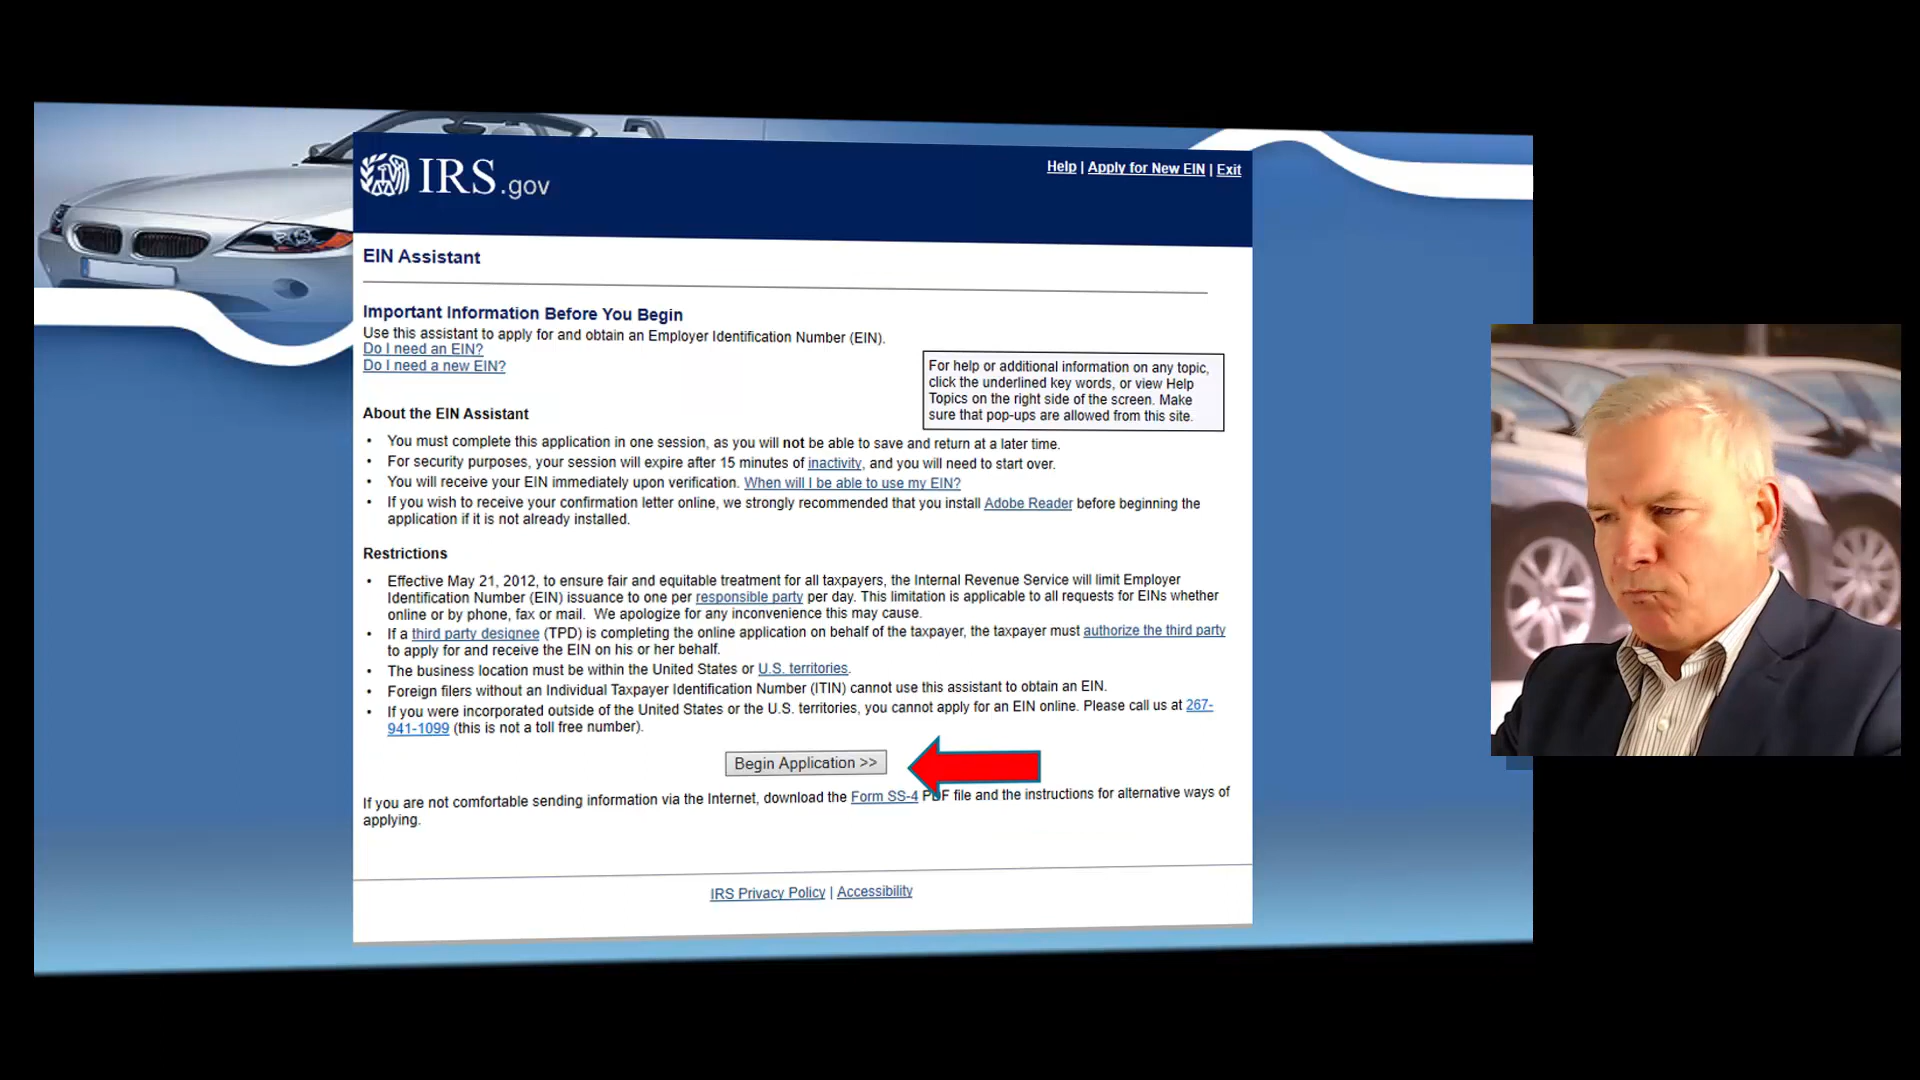 IRS.gov
Help | Apply for New EIN | Exit
EIN Assistant
Important Information Before You Begin
Use this assistant to apply for and obtain an Employer Identification Number (EIN).
Do I need an EIN?
Do I need a new EIN?
For help or additional information on any topic,
click the underlined key words, or view Help
Topics on the right side of the screen. Make
sure that pop-ups are allowed from this site.
About the EIN Assistant
• You must complete this application in one session, as you will not be able to save and return at a later time.
• For security purposes, your session will expire after 15 minutes of inactivity, and you will need to start over.
• You will receive your EIN immediately upon verification. When will I be able to use my EIN?
• If you wish to receive your confirmation letter online, we strongly recommended that you install Adobe Reader before beginning the
application if it is not already installed.
Restrictions
• Effective May 21, 2012, to ensure fair and equitable treatment for all taxpayers, the Internal Revenue Service will limit Employer
Identification Number (EIN) issuance to one per responsible party per day. This limitation is applicable to all requests for EINs whether
online or by phone, fax or mail. We apologize for any inconvenience this may cause.
• If a third party designee (TPD) is completing the online application on behalf of the taxpayer, the taxpayer must authorize the third party
to apply for and receive the EIN on his or her behalf.
• The business location must be within the United States or U.S. territories.
• Foreign filers without an Individual Taxpayer Identification Number (ITIN) cannot use this assistant to obtain an EIN.
• If you were incorporated outside of the United States or the U.S. territories, you cannot apply for an EIN online. Please call us at 267-
941-1099 (this is not a toll free number).
Begin Application >>
If you are not comfortable sending information via the Internet, download the Form SS-4 PDF file and the instructions for alternative ways of
applying.
IRS Privacy Policy | Accessibility